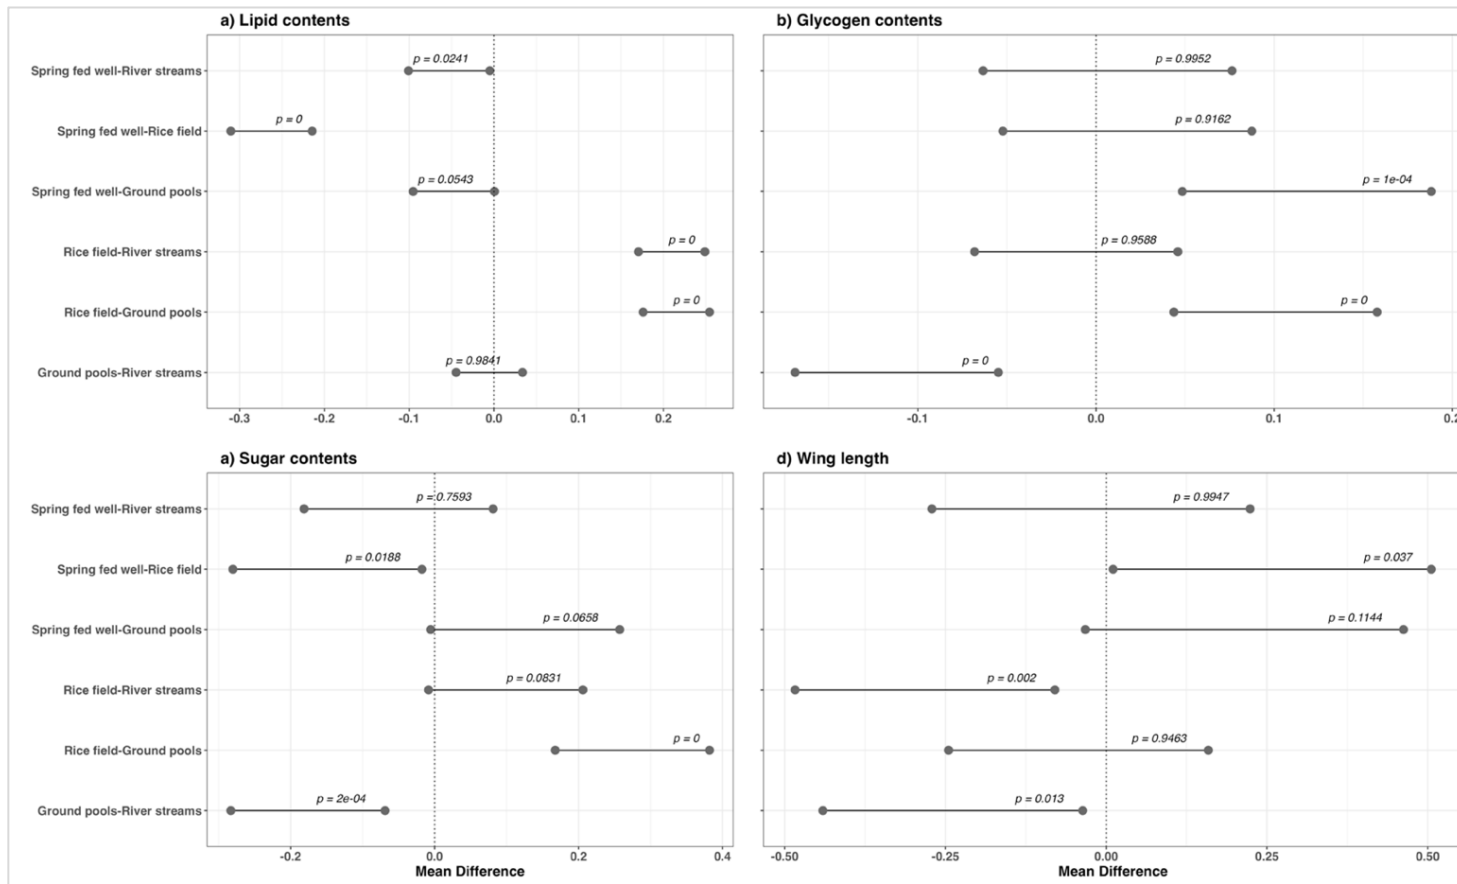 a) Lipid contents
Spring fed well-River streams
p = 0.0241
Spring fed well-Rice field
p = 0
Spring fed well-Ground pools
p = 0.0543
Rice field-River streams
p = 0
Rice field-Ground pools
p = 0
Ground pools-River streams
p = 0.9841
-0.3 -0.2 -0.1 0.0 0.1 0.2
b) Glycogen contents
p = 0.9952
p = 0.9162
p = 1e-04
p = 0.9588
p = 0
p = 0
-0.1 0.0 0.1 0.2
a) Sugar contents
Spring fed well-River streams
p = 0.7593
Spring fed well-Rice field
p = 0.0188
Spring fed well-Ground pools
p = 0.0658
Rice field-River streams
p = 0.0831
Rice field-Ground pools
p = 0
Ground pools-River streams
p = 2e-04
-0.2 0.0 0.2 0.4
Mean Difference
d) Wing length
p = 0.9947
p = 0.037
p = 0.1144
p = 0.002
p = 0.9463
p = 0.013
-0.50 -0.25 0.00 0.25 0.50
Mean Difference